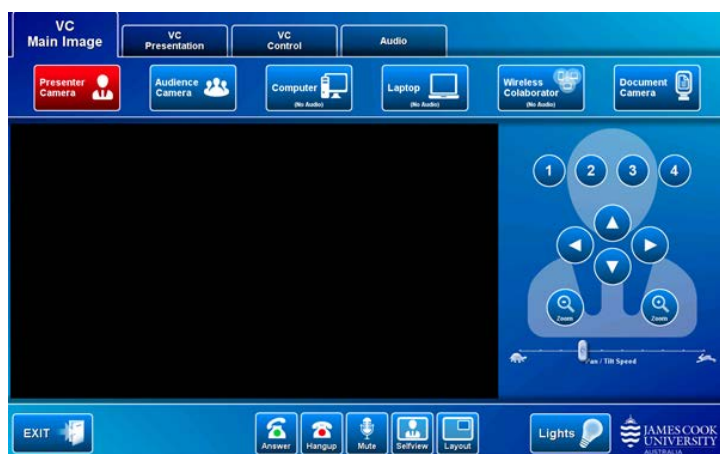 VC
Main Image
VC
Presentation
VC
Control
Audio
Presenter
Camera
Audience
Camera
Computer
(No Audio)
Laptop
(No Audio)
Wireless
Colaborator
(No Audio)
Document
Camera
1
2
3
4
Zoom
Zoom
Pan / Tilt Speed
EXIT
Answer
Hangup
Mute
Selfview
Layout
Lights
JAMES COOK
UNIVERSITY
AUSTRALIA